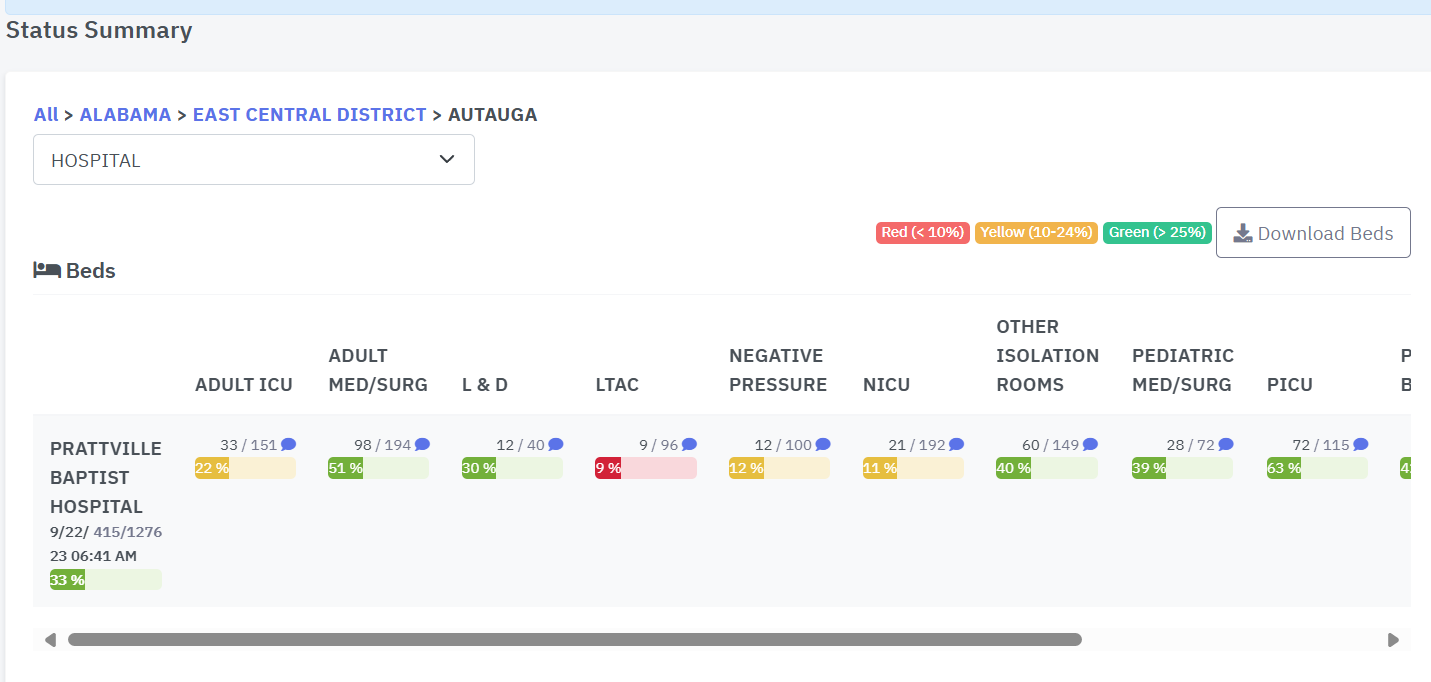 Status Summary
All > ALABAMA > EAST CENTRAL DISTRICT > AUTAUGA
HOSPITAL
Red (< 10%) Yellow (10-24%) Green (> 25%) Download Beds
Beds
ADULT ICU
ADULT
MED/SURG
L & D
LTAC
NEGATIVE
PRESSURE
NICU
OTHER
ISOLATION
ROOMS
PEDIATRIC
MED/SURG
PICU
P
B
PRATTVILLE
BAPTIST
HOSPITAL
9/22/ 415/1276
23 06:41 AM
33 %
33 / 151
22 %
98 / 194
51 %
12 / 40
30 %
9 / 96
9 %
12 / 100
12 %
21 / 192
11 %
60 / 149
40 %
28 / 72
39 %
72 / 115
63 %